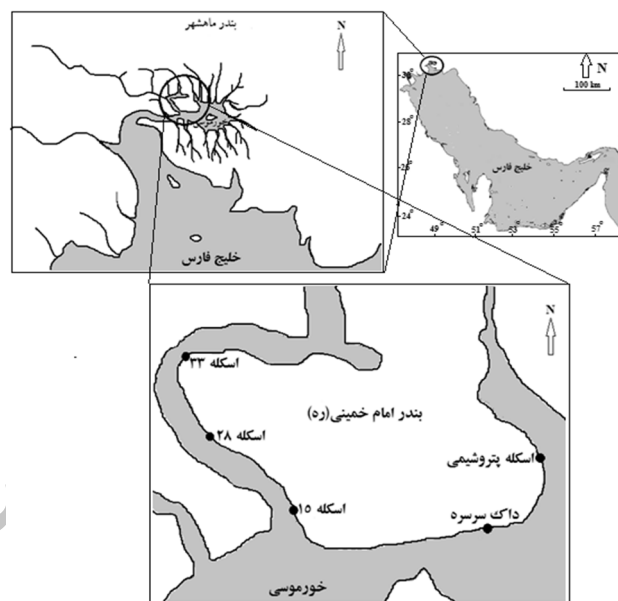 بندر ماهشهر
N
خلیج فارس
N
100 km
30°
28
26
24°
49°
51°
53°
55°
57°
خلیج فارس
N
اسکله ۳۳
بندر امام خمینی(ره)
اسکله ۲۸
اسکله پتروشیمی
اسکله ۱۵
داک سرسره
خورموسی